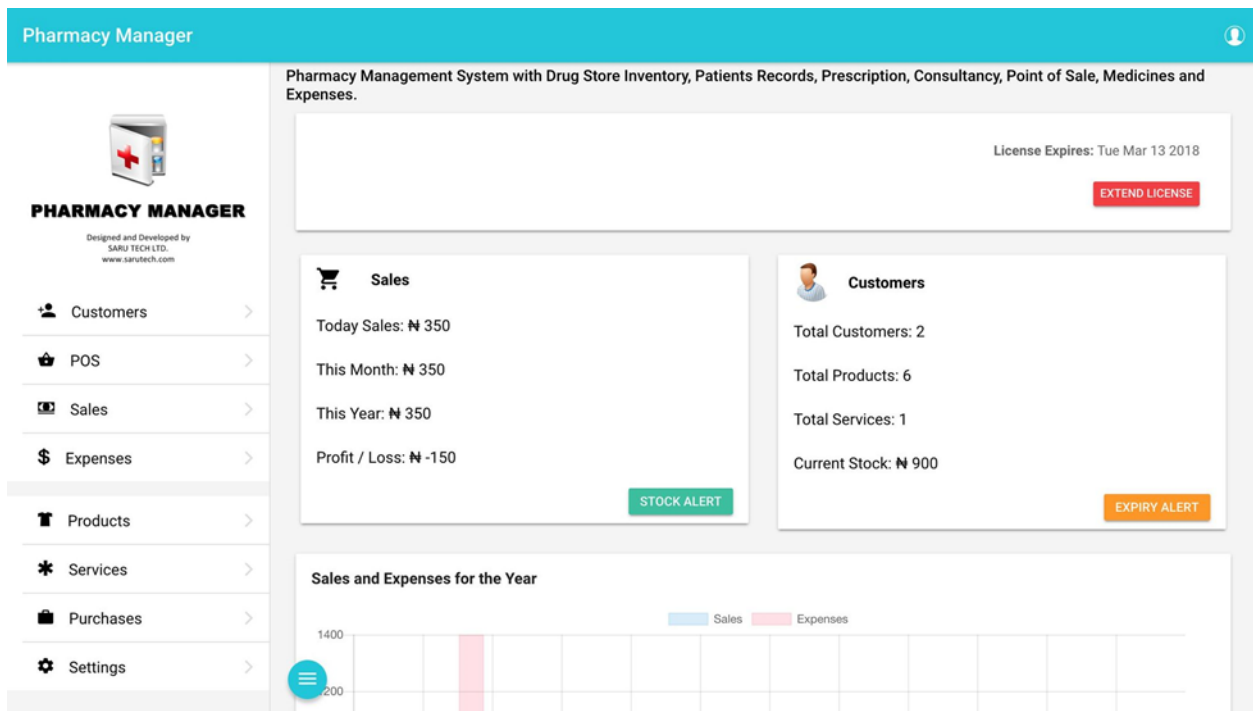 Pharmacy Manager
Pharmacy Management System with Drug Store Inventory, Patients Records, Prescription, Consultancy, Point of Sale, Medicines and
Expenses.
License Expires: Tue Mar 13 2018
EXTEND LICENSE
PHARMACY MANAGER
Designed and Developed by
SARU TECH LTD.
www.sarutech.com
Customers
POS
Sales
Expenses
Products
Services
Purchases
Settings
Sales
Today Sales: ₦ 350
This Month: ₦ 350
This Year: ₦ 350
Profit / Loss: ₦ -150
STOCK ALERT
Customers
Total Customers: 2
Total Products: 6
Total Services: 1
Current Stock: ₦ 900
EXPIRY ALERT
Sales and Expenses for the Year
Sales
Expenses
1400
200